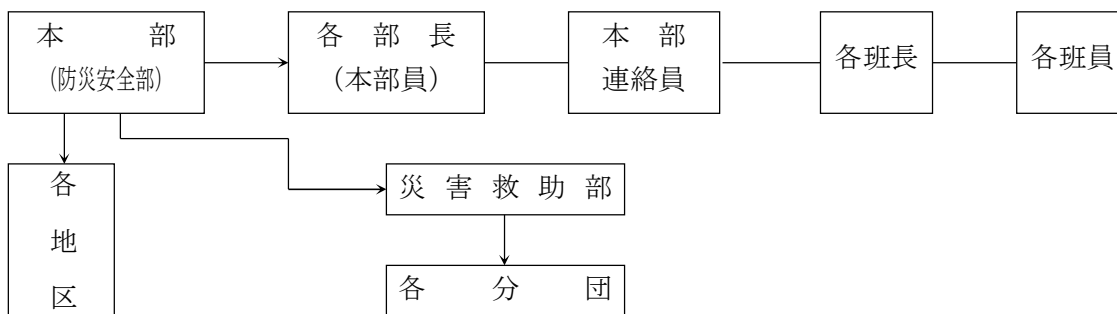 本部
(防災安全部)
各部長
(本部員)
本部
連絡員
各班長
各班員
各
地
区
災害救助部
各分団